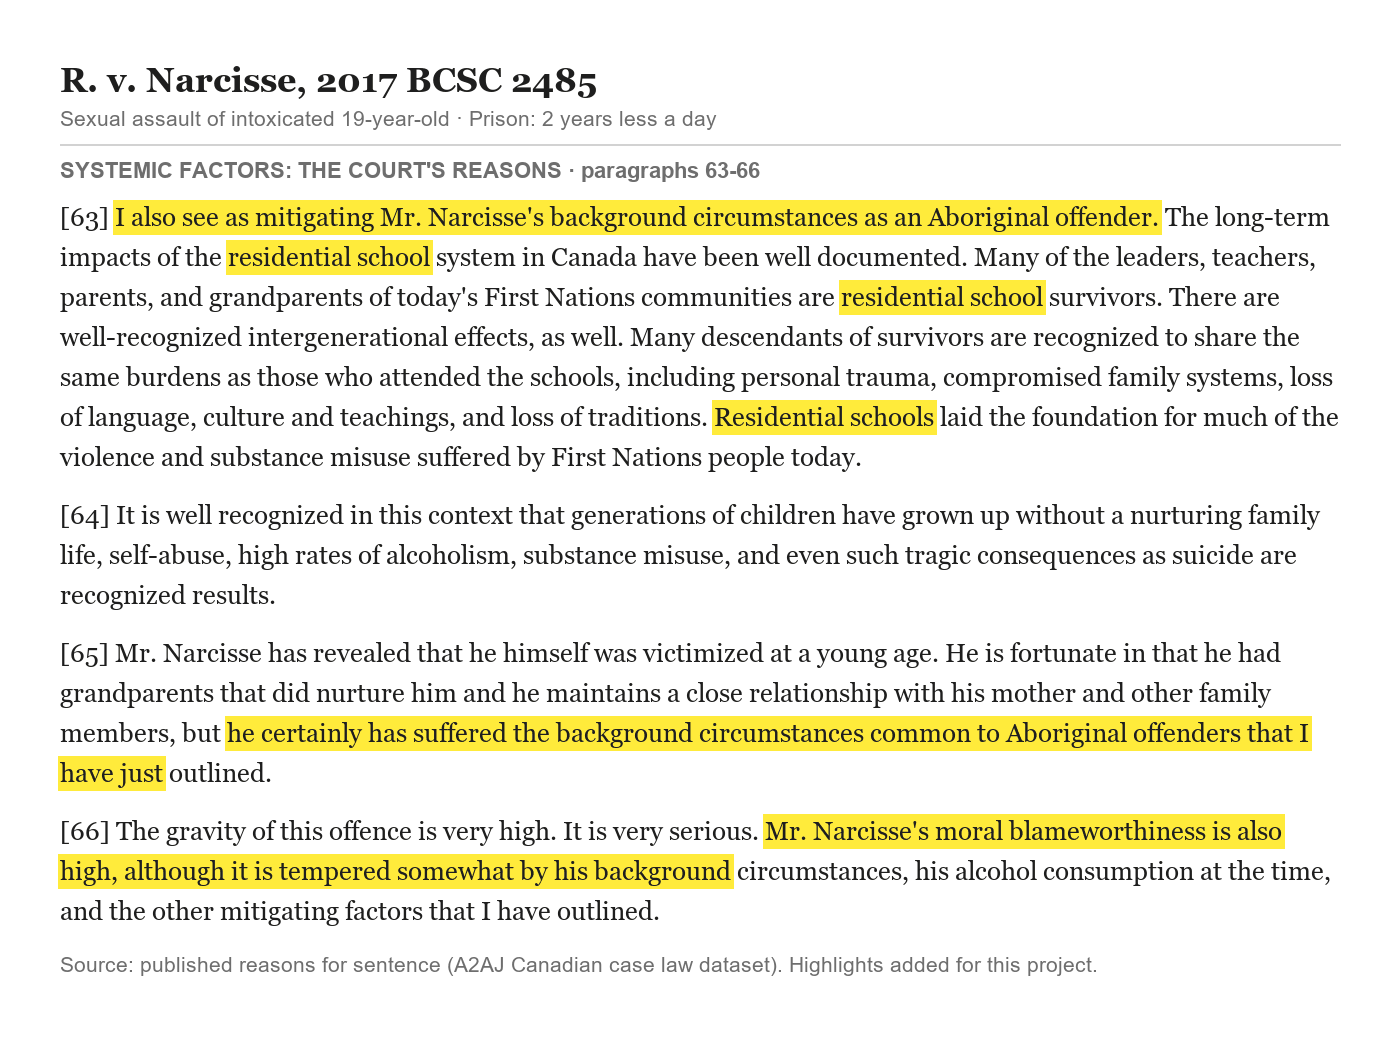 R. v. Narcisse, 2017 BCSC 2485
Sexual assault of intoxicated 19-year-old · Prison: 2 years less a day
SYSTEMIC FACTORS: THE COURT'S REASONS · paragraphs 63-66
[63] I also see as mitigating Mr. Narcisse's background circumstances as an Aboriginal offender. The long-term
impacts of the residential school system in Canada have been well documented. Many of the leaders, teachers,
parents, and grandparents of today's First Nations communities are residential school survivors. There are
well-recognized intergenerational effects, as well. Many descendants of survivors are recognized to share the
same burdens as those who attended the schools, including personal trauma, compromised family systems, loss
of language, culture and teachings, and loss of traditions. Residential schools laid the foundation for much of the
violence and substance misuse suffered by First Nations people today.
[64] It is well recognized in this context that generations of children have grown up without a nurturing family
life, self-abuse, high rates of alcoholism, substance misuse, and even such tragic consequences as suicide are
recognized results.
[65] Mr. Narcisse has revealed that he himself was victimized at a young age. He is fortunate in that he had
grandparents that did nurture him and he maintains a close relationship with his mother and other family
members, but he certainly has suffered the background circumstances common to Aboriginal offenders that I
have just outlined.
[66] The gravity of this offence is very high. It is very serious. Mr. Narcisse's moral blameworthiness is also
high, although it is tempered somewhat by his background circumstances, his alcohol consumption at the time,
and the other mitigating factors that I have outlined.
Source: published reasons for sentence (A2AJ Canadian case law dataset). Highlights added for this project.